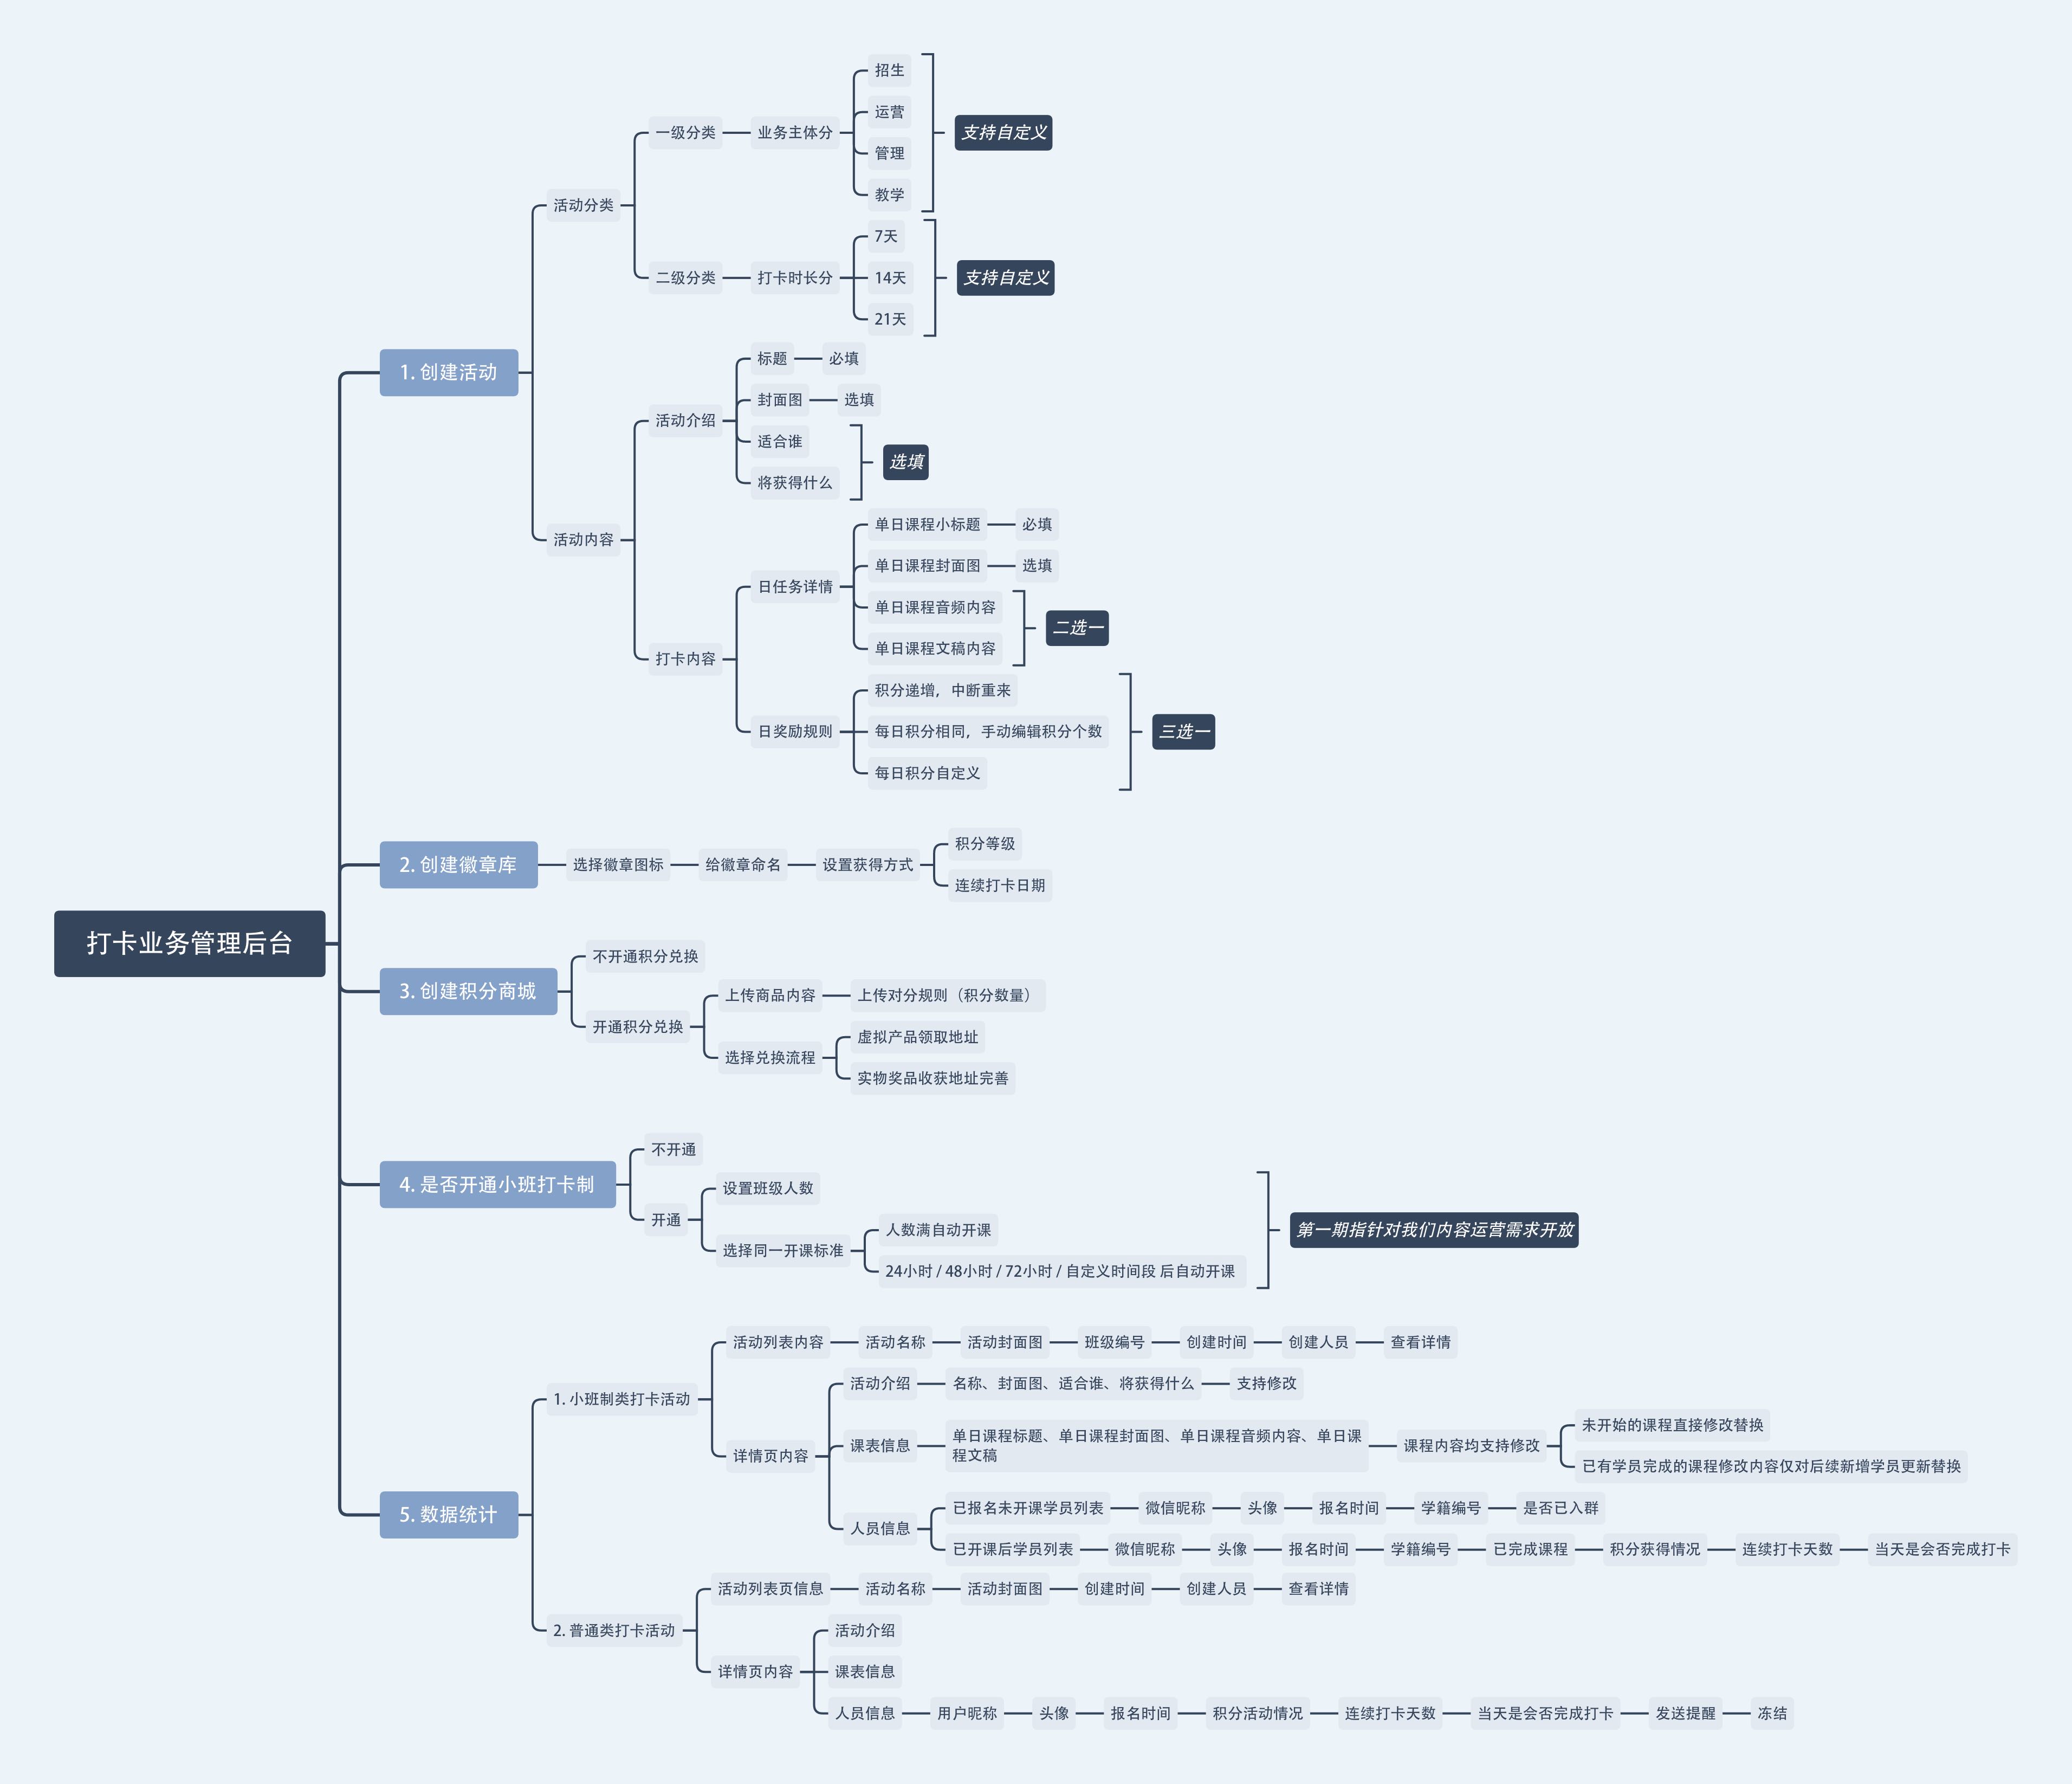 打卡业务管理后台
1. 创建活动
活动分类
一级分类
业务主体分
招生
运营
管理
教学
支持自定义
二级分类
打卡时长分
7天
14天
21天
支持自定义
活动内容
活动介绍
标题
必填
封面图
选填
适合谁
将获得什么
选填
打卡内容
日任务详情
单日课程小标题
必填
单日课程封面图
选填
单日课程音频内容
单日课程文稿内容
二选一
日奖励规则
积分递增，中断重来
每日积分相同，手动编辑积分个数
每日积分自定义
三选一
2. 创建徽章库
选择徽章图标
给徽章命名
设置获得方式
积分等级
连续打卡日期
3. 创建积分商城
不开通积分兑换
开通积分兑换
上传商品内容
上传对分规则（积分数量）
选择兑换流程
虚拟产品领取地址
实物奖品收获地址完善
4. 是否开通小班打卡制
不开通
开通
设置班级人数
选择同一开课标准
人数满自动开课
24小时 / 48小时 / 72小时 / 自定义时间段 后自动开课
第一期指针对我们内容运营需求开放
5. 数据统计
1. 小班制类打卡活动
活动列表内容
活动名称
活动封面图
班级编号
创建时间
创建人员
查看详情
详情页内容
活动介绍
名称、封面图、适合谁、将获得什么
支持修改
课表信息
单日课程标题、单日课程封面图、单日课程音频内容、单日课
程文稿
课程内容均支持修改
未开始的课程直接修改替换
已有学员完成的课程修改内容仅对后续新增学员更新替换
人员信息
已报名未开课学员列表
微信昵称
头像
报名时间
学籍编号
是否已入群
已开课后学员列表
微信昵称
头像
报名时间
学籍编号
已完成课程
积分获得情况
连续打卡天数
当天是会否完成打卡
2. 普通类打卡活动
活动列表页信息
活动名称
活动封面图
创建时间
创建人员
查看详情
详情页内容
活动介绍
课表信息
人员信息
用户昵称
头像
报名时间
积分活动情况
连续打卡天数
当天是会否完成打卡
发送提醒
冻结